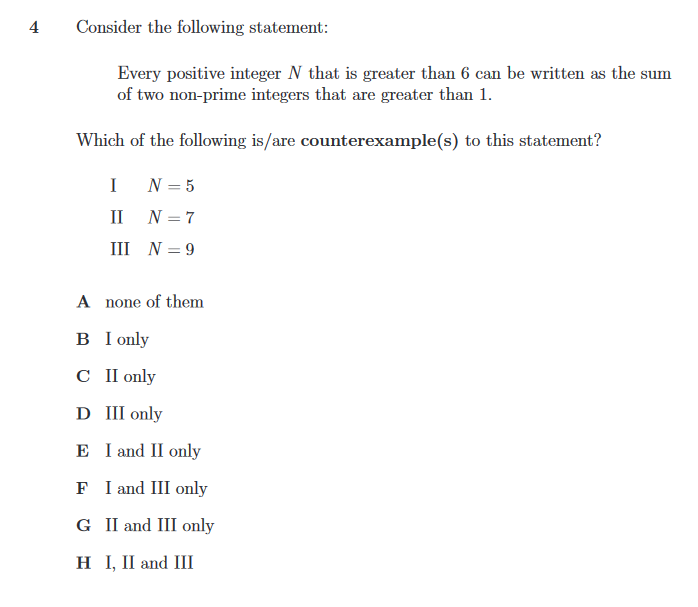 4 Consider the following statement:
Every positive integer N that is greater than 6 can be written as the sum
of two non-prime integers that are greater than 1.
Which of the following is/are counterexample(s) to this statement?
I N = 5
II N = 7
III N = 9
A none of them
B I only
C II only
D III only
E I and II only
F I and III only
G II and III only
H I, II and III